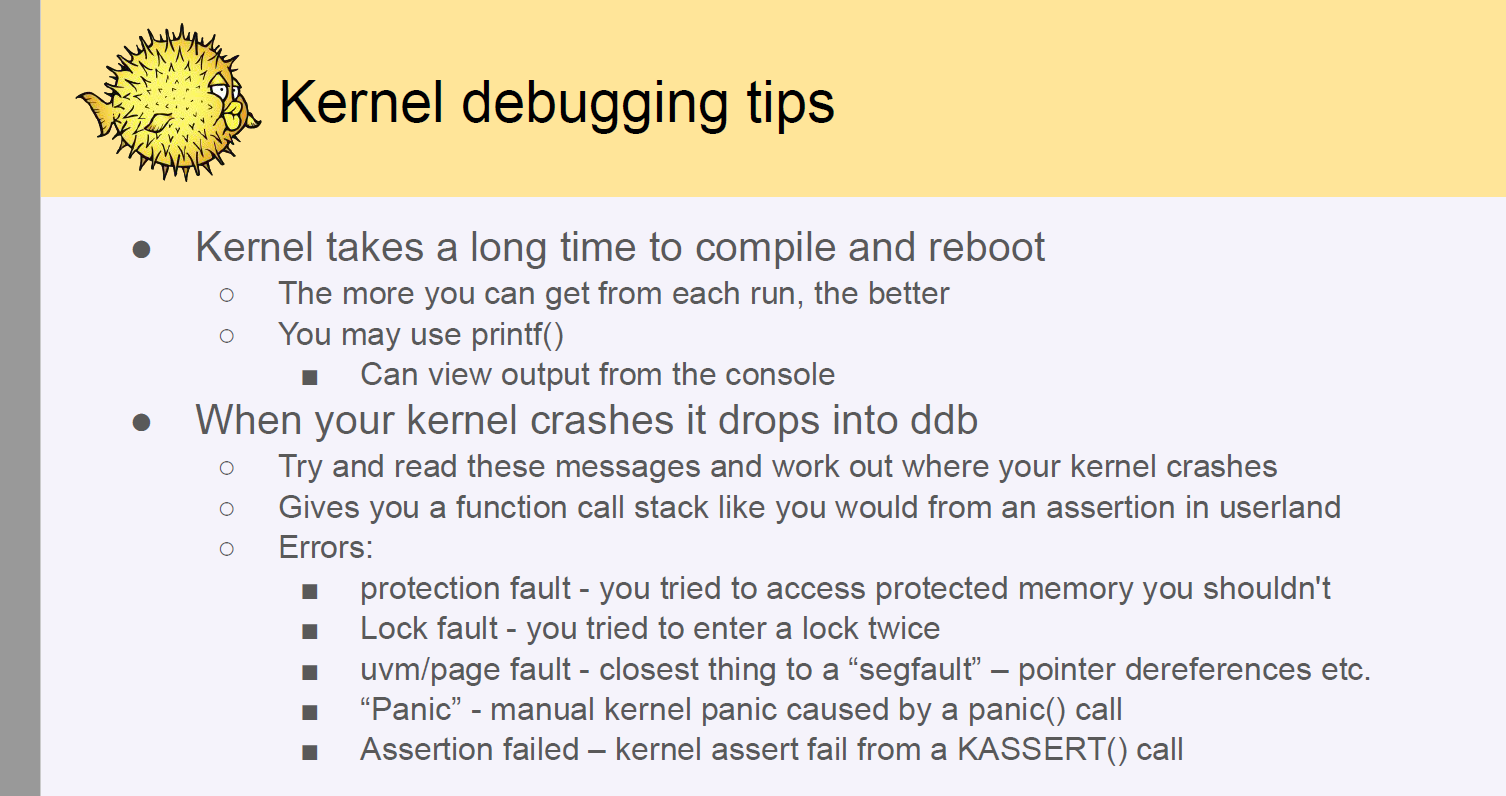 Kernel debugging tips
● Kernel takes a long time to compile and reboot
○ The more you can get from each run, the better
○ You may use printf()
■ Can view output from the console
● When your kernel crashes it drops into ddb
○ Try and read these messages and work out where your kernel crashes
○ Gives you a function call stack like you would from an assertion in userland
○ Errors:
■ protection fault - you tried to access protected memory you shouldn't
■ Lock fault - you tried to enter a lock twice
■ uvm/page fault - closest thing to a “segfault” – pointer dereferences etc.
■ “Panic” - manual kernel panic caused by a panic() call
■ Assertion failed – kernel assert fail from a KASSERT() call